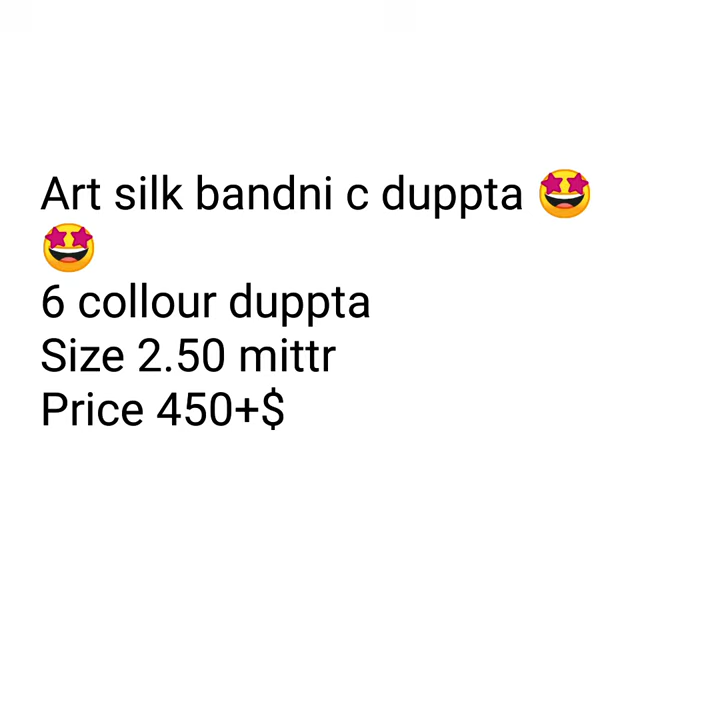 Art silk bandni c duppta 🤩
🤩
6 collour duppta
Size 2.50 mittr
Price 450+$